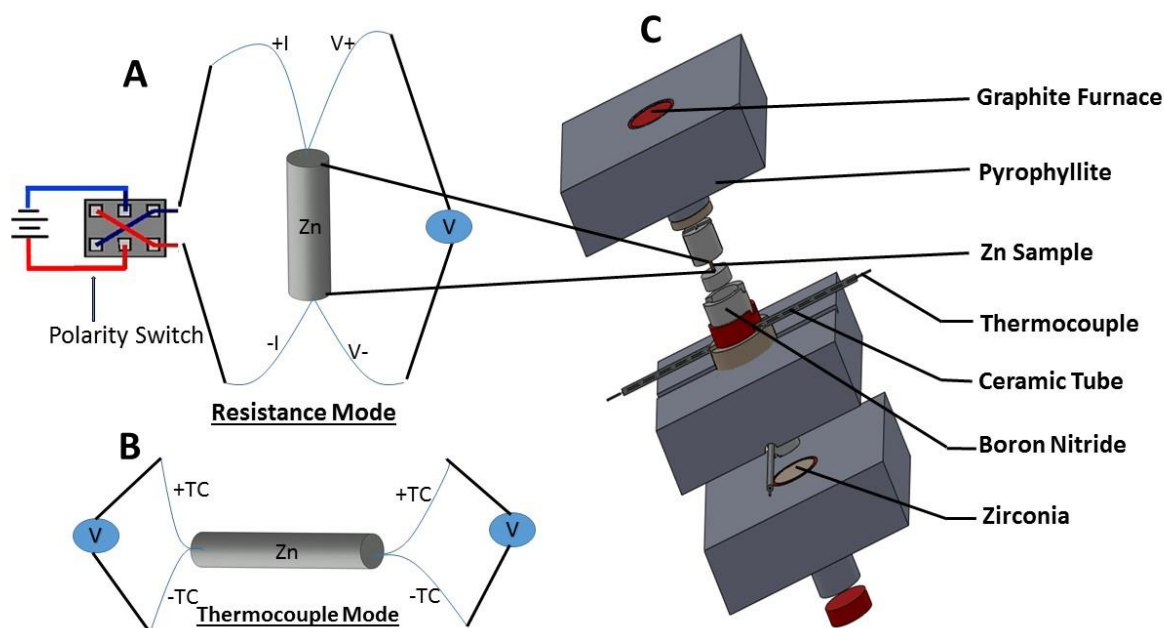 A
+I
V+
Zn
V
Polarity Switch
-I
V-
Resistance Mode
B
+TC
+TC
V
Zn
V
-TC
-TC
Thermocouple Mode
C
Graphite Furnace
Pyrophyllite
Zn Sample
Thermocouple
Ceramic Tube
Boron Nitride
Zirconia